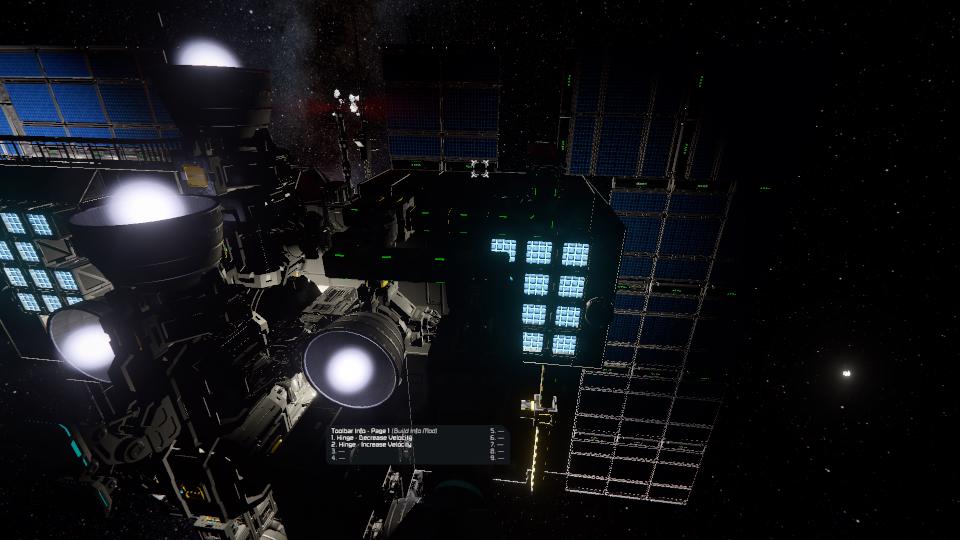 Toolbar Info - Page 1 (Build Info Mod)
1. Hinge - Decrease Velocity
2. Hinge - Increase Velocity
3. —
4. —
5. —
6. —
7. —
8. —
9. —